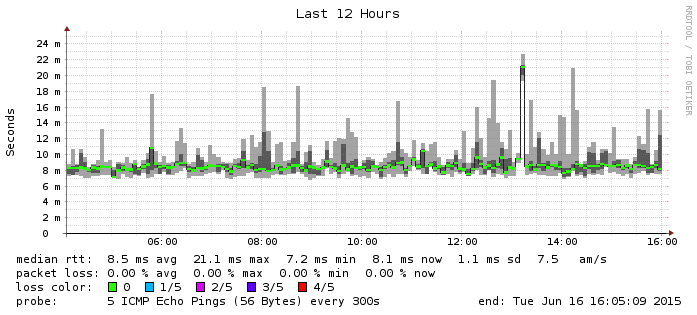 Last 12 Hours
RRDTOOL / TOBI OETIKER
Seconds
24 m
22 m
20 m
18 m
16 m
14 m
12 m
10 m
8 m
6 m
4 m
2 m
0
06:00 08:00 10:00 12:00 14:00 16:00
median rtt: 8.5 ms avg 21.1 ms max 7.2 ms min 8.1 ms now 1.1 ms sd 7.5 am/s
packet loss: 0.00 % avg 0.00 % max 0.00 % min 0.00 % now
loss color: 0 1/5 2/5 3/5 4/5
probe: 5 ICMP Echo Pings (56 Bytes) every 300s end: Tue Jun 16 16:05:09 2015